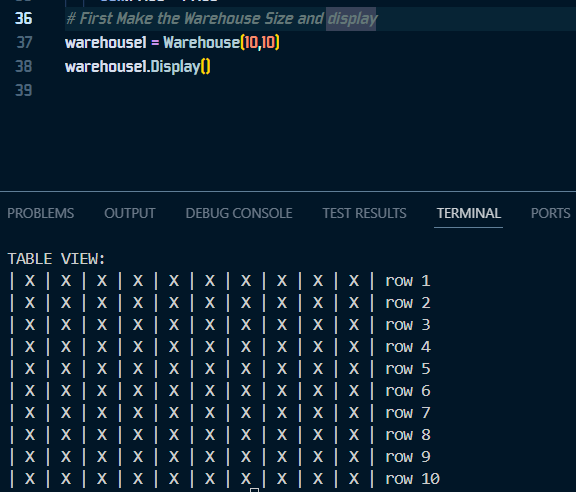 36 # First Make the Warehouse Size and display
37 warehouse1 = Warehouse(10,10)
38 warehouse1.Display()
39
PROBLEMS OUTPUT DEBUG CONSOLE TEST RESULTS TERMINAL PORTS
TABLE VIEW:
| X | X | X | X | X | X | X | X | X | X | row 1
| X | X | X | X | X | X | X | X | X | X | row 2
| X | X | X | X | X | X | X | X | X | X | row 3
| X | X | X | X | X | X | X | X | X | X | row 4
| X | X | X | X | X | X | X | X | X | X | row 5
| X | X | X | X | X | X | X | X | X | X | row 6
| X | X | X | X | X | X | X | X | X | X | row 7
| X | X | X | X | X | X | X | X | X | X | row 8
| X | X | X | X | X | X | X | X | X | X | row 9
| X | X | X | X | X | X | X | X | X | X | row 10